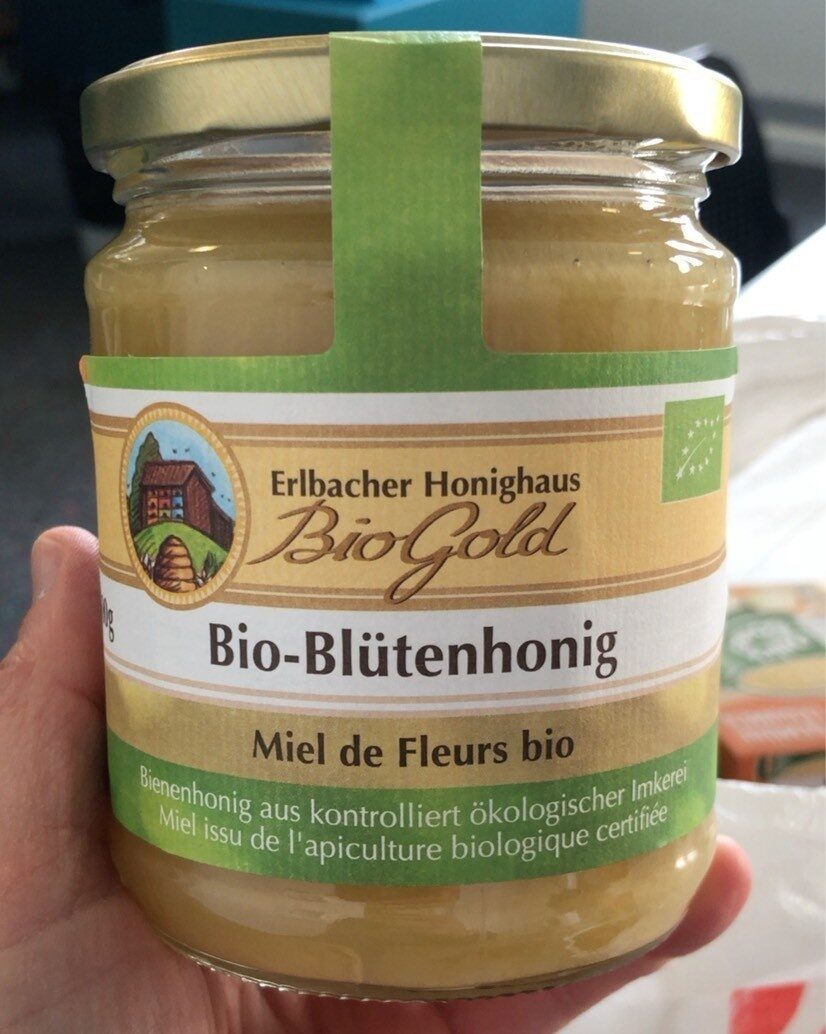 Erlbacher Honighaus
BioGold
Bio-Blütenhonig
Miel de Fleurs bio
Bienenhonig aus kontrolliert ökologischer Imkerei
Miel issu de l'apiculture biologique certifiée